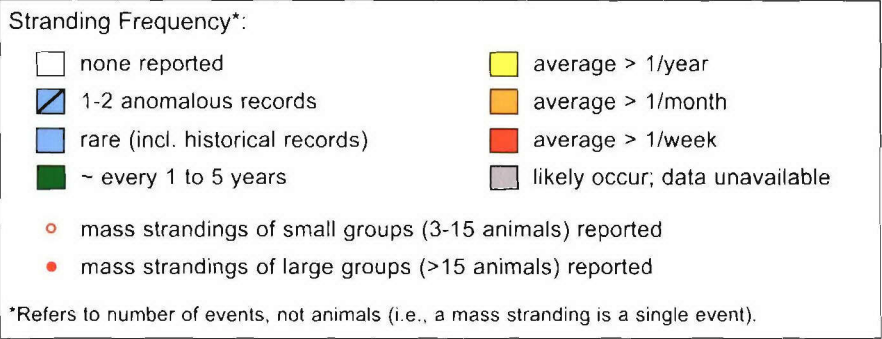 Stranding Frequency*:
none reported
1-2 anomalous records
rare (incl. historical records)
~ every 1 to 5 years
average > 1/year
average > 1/month
average > 1/week
likely occur; data unavailable
mass strandings of small groups (3-15 animals) reported
mass strandings of large groups (>15 animals) reported
*Refers to number of events, not animals (i.e., a mass stranding is a single event).